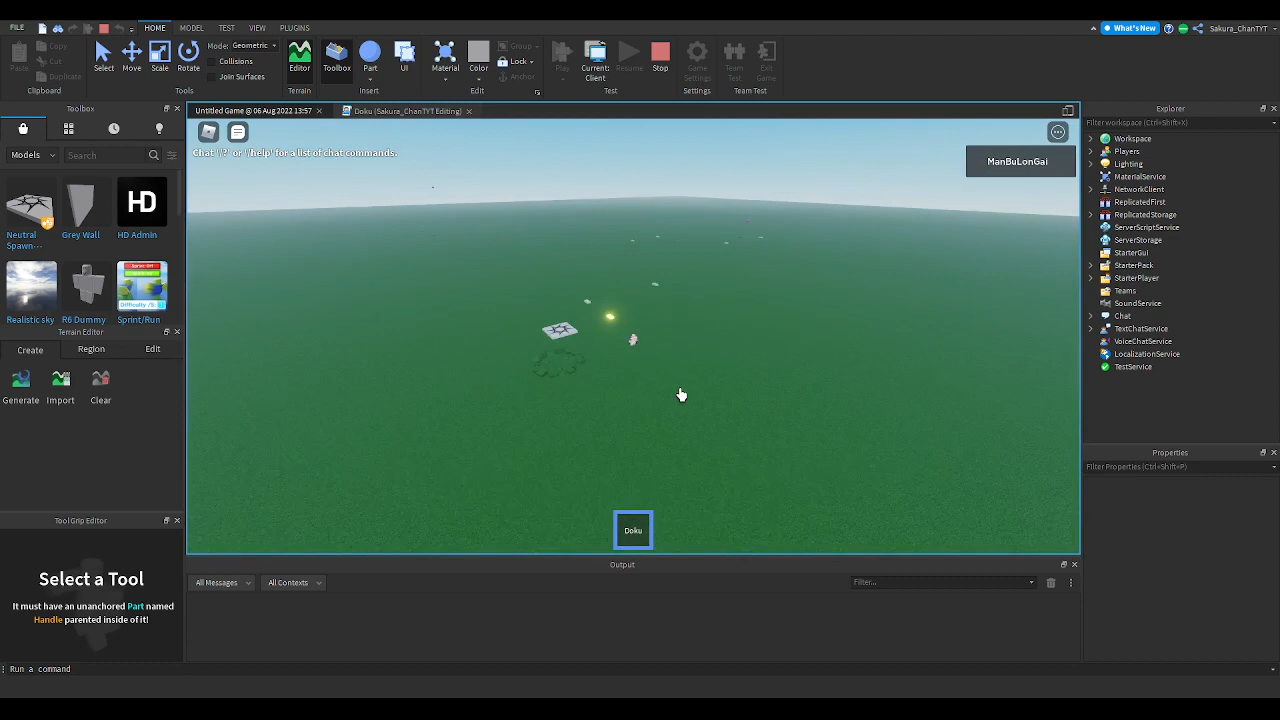 FILE
HOME
MODEL
TEST
VIEW
PLUGINS
What's New
Sakura_ChanTYT
Paste
Copy
Cut
Duplicate
Clipboard
Select
Move
Scale
Rotate
Mode: Geometric
Collisions
Join Surfaces
Tools
Editor
Terrain
Toolbox
Part
UI
Insert
Material
Color
Group
Lock
Anchor
Edit
Play
Current:
Client
Resume
Stop
Test
Game
Settings
Settings
Team
Test
Exit
Game
Team Test
Toolbox
Models
Search
Neutral
Spawn...
Grey Wall
HD
HD Admin
Realistic sky
R6 Dummy
Sprint/Run
Terrain Editor
Create
Region
Edit
Generate
Import
Clear
Tool Grip Editor
Select a Tool
It must have an unanchored Part named
Handle parented inside of it!
Untitled Game @ 06 Aug 2022 13:57
Doku (Sakura_ChanTYT Editing)
Chat '/?' or '/help' for a list of chat commands.
ManBuLonGai
Doku
Output
All Messages
All Contexts
Filter...
Explorer
Filter workspace (Ctrl+Shift+X)
Workspace
Players
Lighting
MaterialService
NetworkClient
ReplicatedFirst
ReplicatedStorage
ServerScriptService
ServerStorage
StarterGui
StarterPack
StarterPlayer
Teams
SoundService
Chat
TextChatService
VoiceChatService
LocalizationService
TestService
Properties
Filter Properties (Ctrl+Shift+P)
Run a command